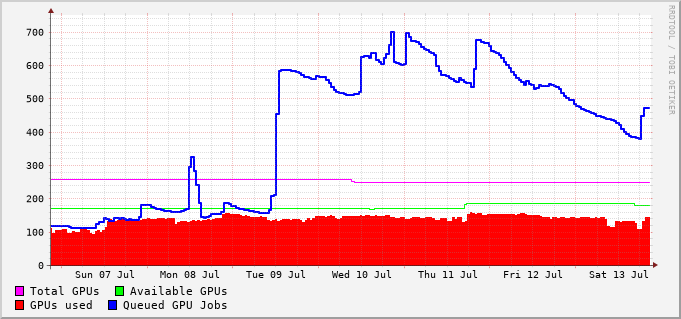 RRDTOOL / TOBI OETIKER
700
600
500
400
300
200
100
0
Sun 07 Jul Mon 08 Jul Tue 09 Jul Wed 10 Jul Thu 11 Jul Fri 12 Jul Sat 13 Jul
Total GPUs Available GPUs
GPUs used Queued GPU Jobs